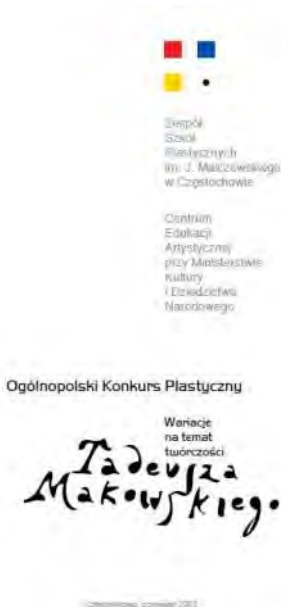 Zespół
Szkół
Plastycznych
im. J. Malczewskiego
w Częstochowie
Centrum
Edukacji
Artystycznej
przy Ministerstwie
Kultury
i Dziedzictwa
Narodowego
Ogólnopolski Konkurs Plastyczny
Wariacje
na temat
twórczości
Tadeusza
Makowskiego